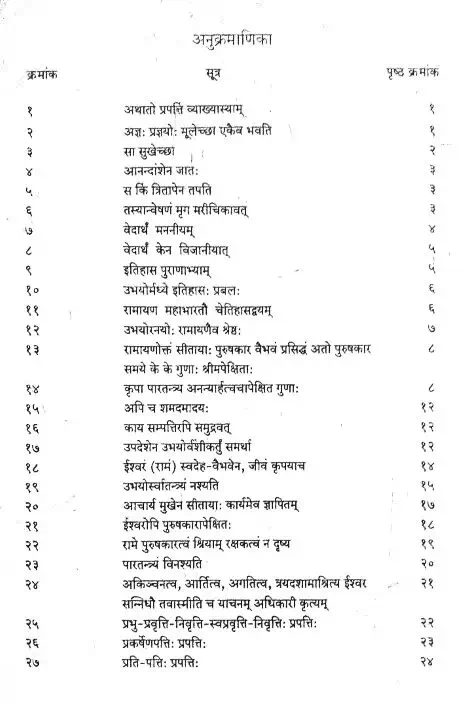 अनुक्रमाणिका
क्रमांक सूत्र पृष्ठ क्रमांक
१ अथातो प्रपत्तिं व्याख्यास्याम् १
२ अज्ञः प्रज्ञयोः मूलेच्छा एकैव भवति १
३ सा सुखेच्छा २
४ आनन्दांशेन जातः ३
५ स किं त्रितापेन तपति ३
६ तस्यान्वेषणं मृग मरीचिकावत् ३
७ वेदार्थं मननीयम् ४
८ वेदार्थं केन विजानीयात् ५
९ इतिहास पुराणाभ्याम् ५
१० उभयोर्मध्ये इतिहासः प्रबलः ६
११ रामायण महाभारतौ चेतिहासद्वयम् ६
१२ उभयोरनयोः रामायणैव श्रेष्ठः ७
१३ रामायणोक्तं सीतायाः पुरुषकार वैभवं प्रसिद्धं अतो पुरुषकार ८
समये के के गुणाः श्रीमपेक्षिताः
१४ कृपा पारतन्त्र्य अनन्यार्हत्वचापेक्षित गुणाः ८
१५ अपि च शमदमादयः १२
१६ काय सम्पत्तिरपि समुद्रवत् १२
१७ उपदेशेन उभयोर्वशीकर्तुं समर्था १२
१८ ईश्वरं (रामं) स्वदेह-वैभवेन, जीवं कृपयाच १४
१९ उभयोर्स्वातन्त्र्यं नश्यति १५
२० आचार्य मुखेन सीतायाः कार्यमेव ज्ञापितम् १७
२१ ईश्वरोपि पुरुषकारापेक्षितः १८
२२ रामे पुरुषकारत्वं श्रियाम् रक्षकत्वं न दृष्य १९
२३ पारतन्त्र्यं विनश्यति २०
२४ अकिञ्चनत्व, आर्तित्व, अगतित्व, त्रयदशामाश्रित्य ईश्वर २१
सन्निधौ तवास्मीति च याचनम् अधिकारी कृत्यम्
२५ प्रभु-प्रवृत्ति-निवृत्ति-स्वप्रवृत्ति-निवृत्तिः प्रपत्तिः २२
२६ प्रकर्षेणपत्तिः प्रपत्तिः २३
२७ प्रति-पत्तिः प्रपत्तिः २४